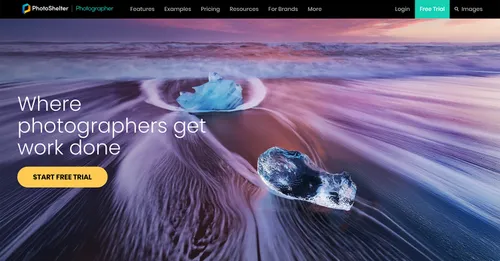 PhotoShelter | Photographer
Features Examples Pricing Resources For Brands More
Login Free Trial Images
Where
photographers get
work done
START FREE TRIAL